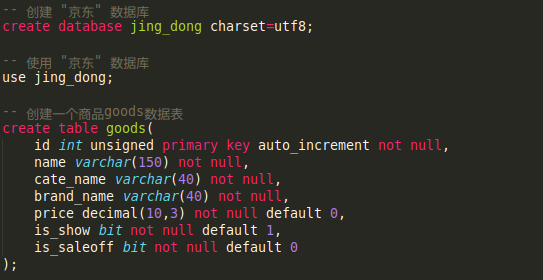 -- 创建 "京东" 数据库
create database jing_dong charset=utf8;
-- 使用 "京东" 数据库
use jing_dong;
-- 创建一个商品goods数据表
create table goods(
id int unsigned primary key auto_increment not null,
name varchar(150) not null,
cate_name varchar(40) not null,
brand_name varchar(40) not null,
price decimal(10,3) not null default 0,
is_show bit not null default 1,
is_saleoff bit not null default 0
);